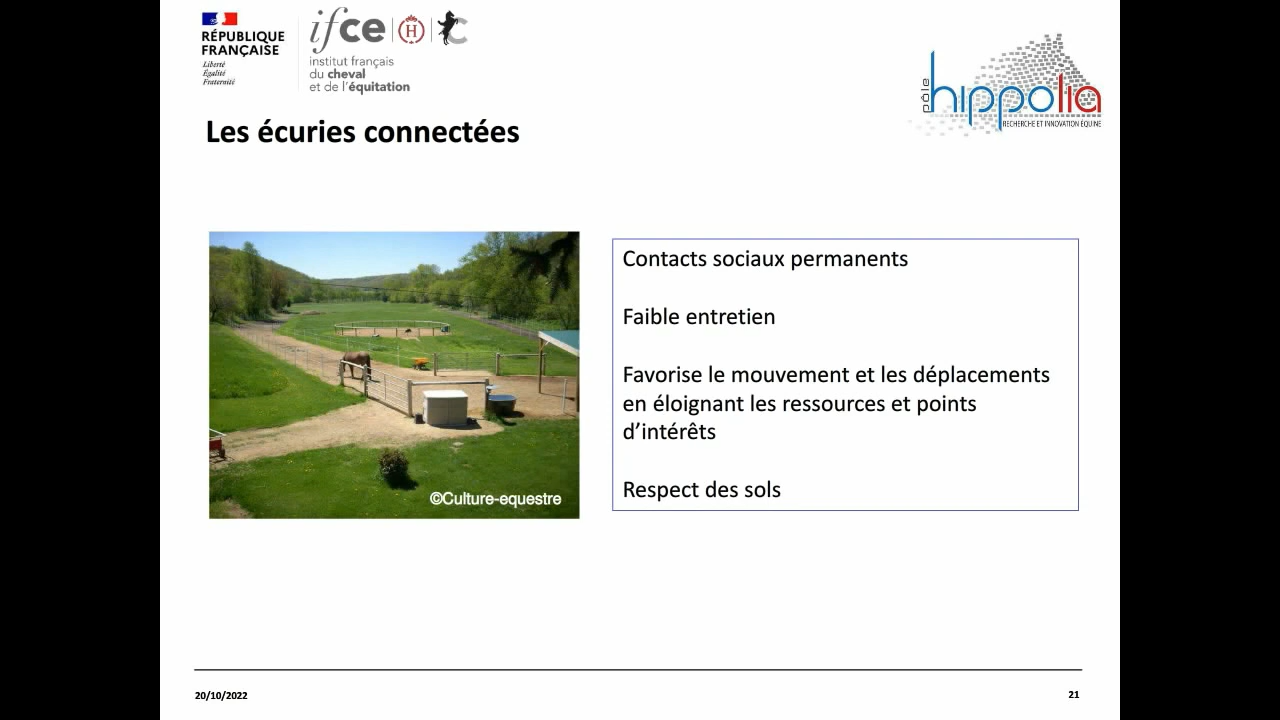 RÉPUBLIQUE
FRANÇAISE
Liberté
Égalité
Fraternité
ifce
H
institut français
du cheval
et de l'équitation
pôle
hippolia
RECHERCHE ET INNOVATION ÉQUINE
Les écuries connectées
©Culture-equestre
Contacts sociaux permanents
Faible entretien
Favorise le mouvement et les déplacements
en éloignant les ressources et points
d'intérêts
Respect des sols
20/10/2022
21